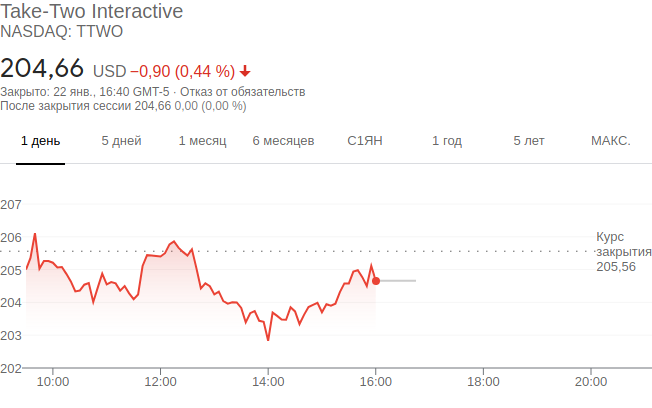 Take-Two Interactive
NASDAQ: TTWO
204,66 USD −0,90 (0,44 %)
Закрыто: 22 янв., 16:40 GMT-5 · Отказ от обязательств
После закрытия сессии 204,66 0,00 (0,00 %)
1 день 5 дней 1 месяц 6 месяцев С1ЯН 1 год 5 лет МАКС.
207
206
205
204
203
202
Курс
закрытия
205,56
10:00 12:00 14:00 16:00 18:00 20:00